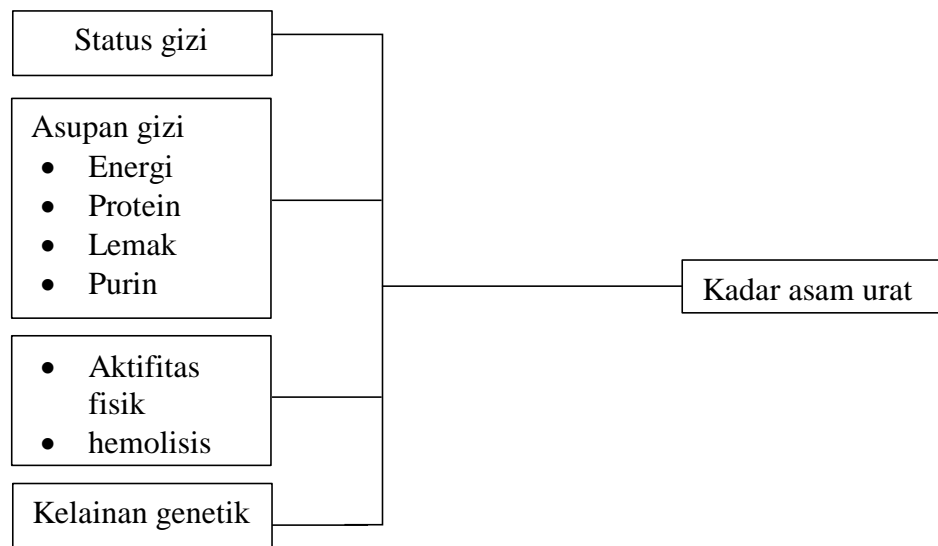 Status gizi
Asupan gizi
• Energi
• Protein
• Lemak
• Purin
Kadar asam urat
• Aktifitas
fisik
• hemolisis
Kelainan genetik